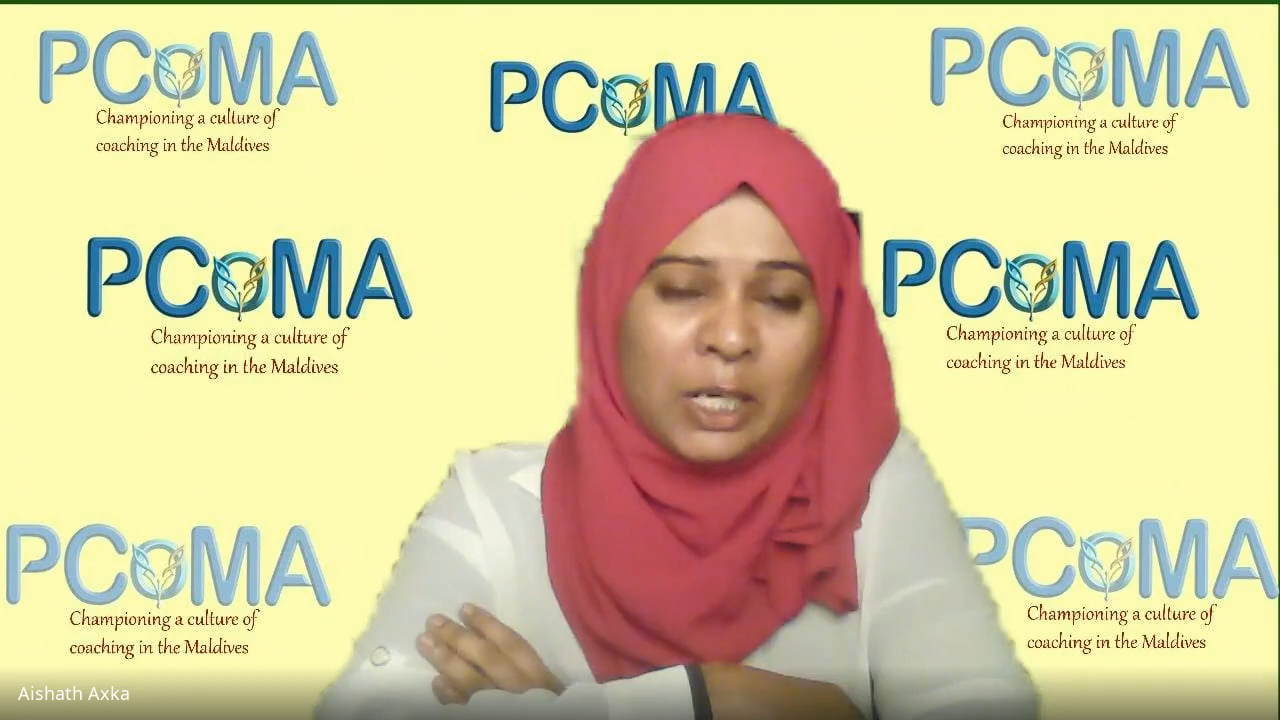 PCOMA
Championing a culture of
coaching in the Maldives
PCOMA
PCOMA
Championing a culture of
coaching in the Maldives
PCOMA
Championing a culture of
coaching in the Maldives
PCOMA
Championing a culture of
coaching in the Maldives
PCOMA
Championing a culture of
coaching in the Maldives
PCOMA
Championing a culture of
coaching in the Maldives
Aishath Axka